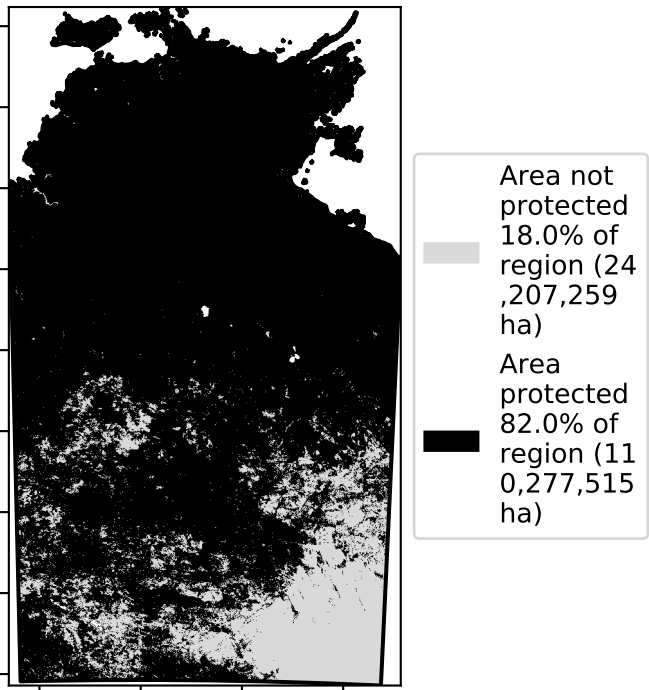 Area not
protected
18.0% of
region (24
,207,259
ha)
Area
protected
82.0% of
region (11
0,277,515
ha)